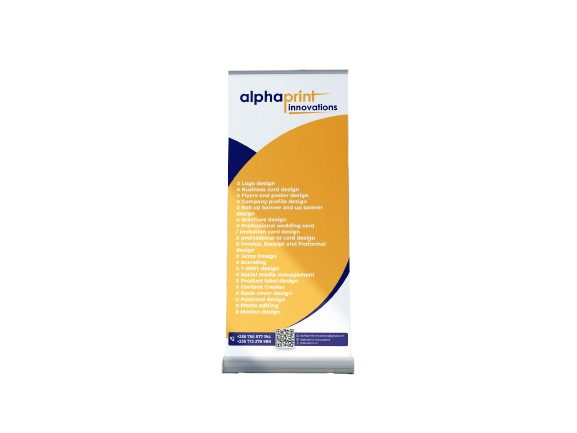 alphaprint
innovations
Logo design
Business card design
Flyers and poster design
Company profile design
Roll up banner and up banner
design
Brochure design
Professional wedding card
/ Invitation card design
professional id card design
Invoice, Receipt and Proformal
design
Jerzy Design
Branding
T-Shirt design
Social media management
Product label design
Content Creator
Book cover design
Postcard design
Photo editing
Motion design